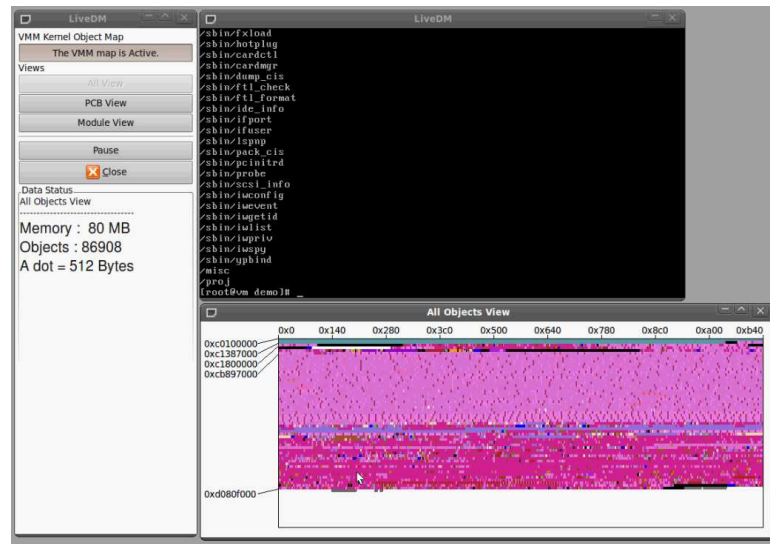 LiveDM
VMM Kernel Object Map
The VMM map is Active.
Views
All View
PCB View
Module View
Pause
Close
Data Status
All Objects View
Memory : 80 MB
Objects : 86908
A dot = 512 Bytes
LiveDM
/sbin/fxload
/sbin/hotplug
/sbin/cardctl
/sbin/cardmgr
/sbin/dump_cis
/sbin/ftl_check
/sbin/ftl_format
/sbin/ide_info
/sbin/ifport
/sbin/ifuser
/sbin/lspnp
/sbin/pack_cis
/sbin/pcinitrd
/sbin/probe
/sbin/scsi_info
/sbin/iwconfig
/sbin/iwevent
/sbin/iwgetid
/sbin/iwlist
/sbin/iwpriv
/sbin/iwspy
/sbin/ypbind
/misc
/proj
[root@vm demo]# _
All Objects View
0x0 0x140 0x280 0x3c0 0x500 0x640 0x780 0x8c0 0xa00 0xb40
0xc0100000
0xc1387000
0xc1800000
0xcb897000
0xd080f000